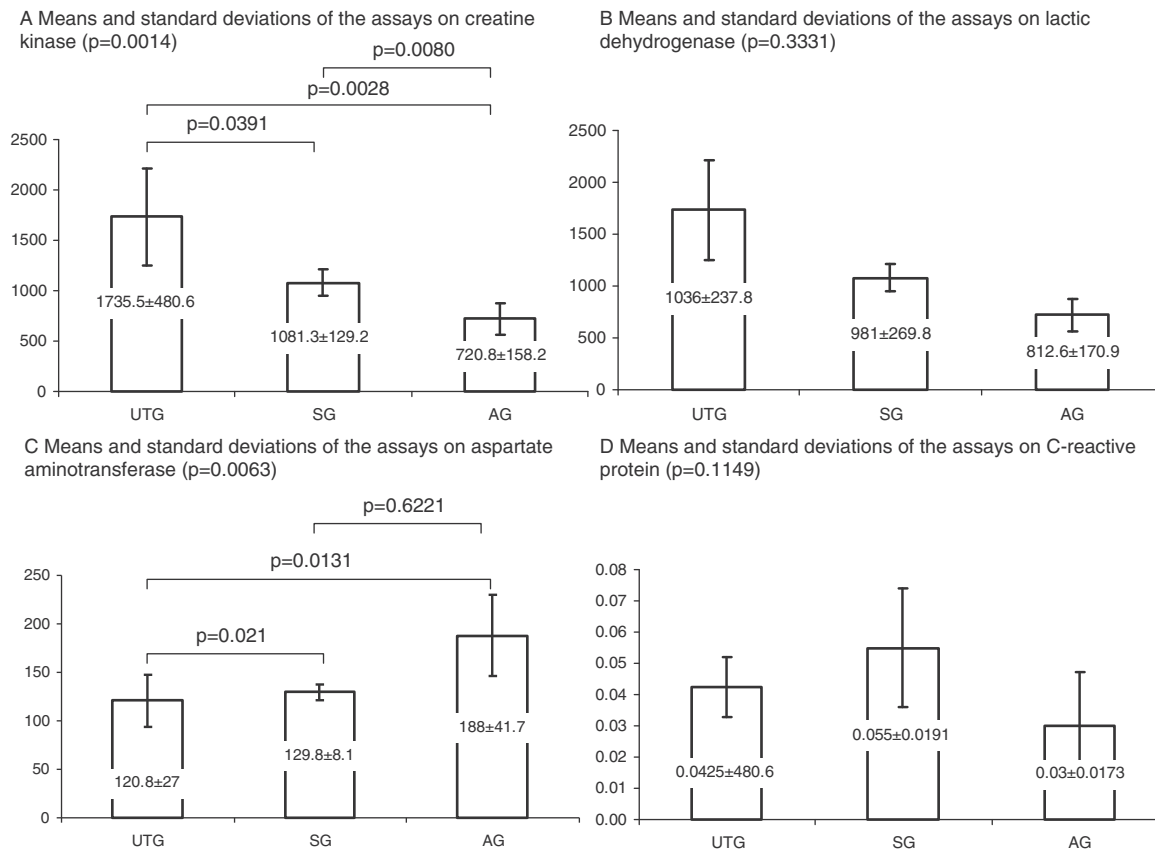 A Means and standard deviations of the assays on creatine
kinase (p=0.0014)
p=0.0080
p=0.0028
p=0.0391
2500
2000
1500
1000
500
0
1735.5±480.6
1081.3±129.2
720.8±158.2
UTG
SG
AG
B Means and standard deviations of the assays on lactic
dehydrogenase (p=0.3331)
2500
2000
1500
1000
500
0
1036±237.8
981±269.8
812.6±170.9
UTG
SG
AG
C Means and standard deviations of the assays on aspartate
aminotransferase (p=0.0063)
p=0.6221
p=0.0131
p=0.021
250
200
150
100
50
0
120.8±27
129.8±8.1
188±41.7
UTG
SG
AG
D Means and standard deviations of the assays on C-reactive
protein (p=0.1149)
0.08
0.07
0.06
0.05
0.04
0.03
0.02
0.01
0.00
0.0425±480.6
0.055±0.0191
0.03±0.0173
UTG
SG
AG